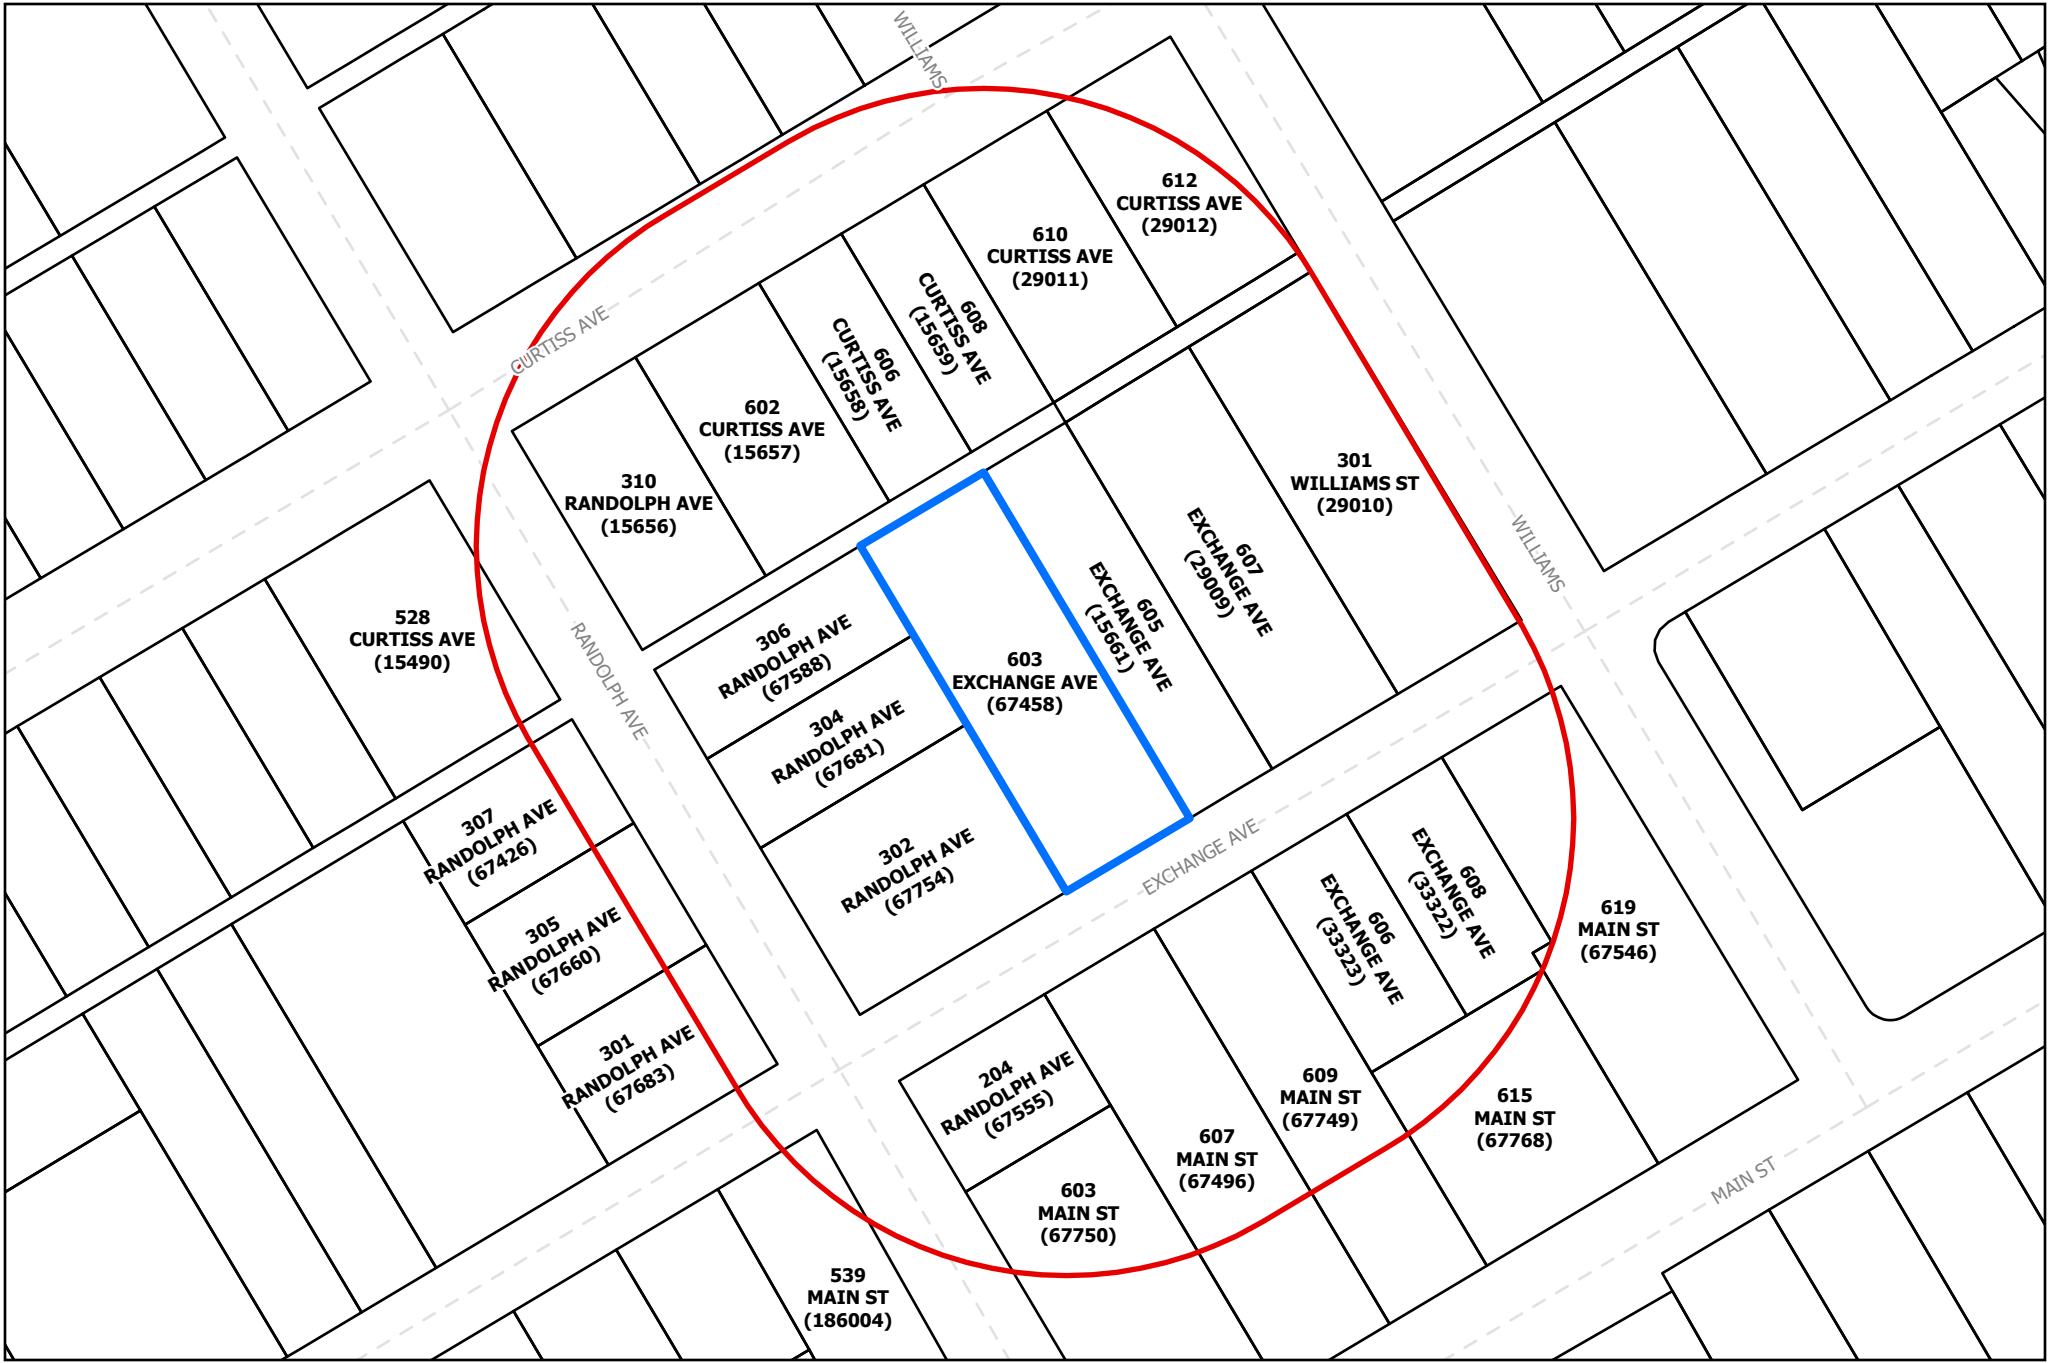 WILLIAMS
612
CURTISS AVE
(29012)
610
CURTISS AVE
(29011)
608
CURTISS AVE
(15659)
606
CURTISS AVE
(15658)
CURTISS AVE
602
CURTISS AVE
(15657)
310
RANDOLPH AVE
(15656)
301
WILLIAMS ST
(29010)
607
EXCHANGE AVE
(29009)
605
EXCHANGE AVE
(15661)
WILLIAMS
528
CURTISS AVE
(15490)
RANDOLPH AVE
306
RANDOLPH AVE
(67588)
603
EXCHANGE AVE
(67458)
304
RANDOLPH AVE
(67681)
302
RANDOLPH AVE
(67754)
307
RANDOLPH AVE
(67426)
EXCHANGE AVE
305
RANDOLPH AVE
(67660)
301
RANDOLPH AVE
(67683)
608
EXCHANGE AVE
(33322)
606
EXCHANGE AVE
(33323)
619
MAIN ST
(67546)
204
RANDOLPH AVE
(67555)
609
MAIN ST
(67749)
615
MAIN ST
(67768)
607
MAIN ST
(67496)
603
MAIN ST
(67750)
MAIN ST
539
MAIN ST
(186004)